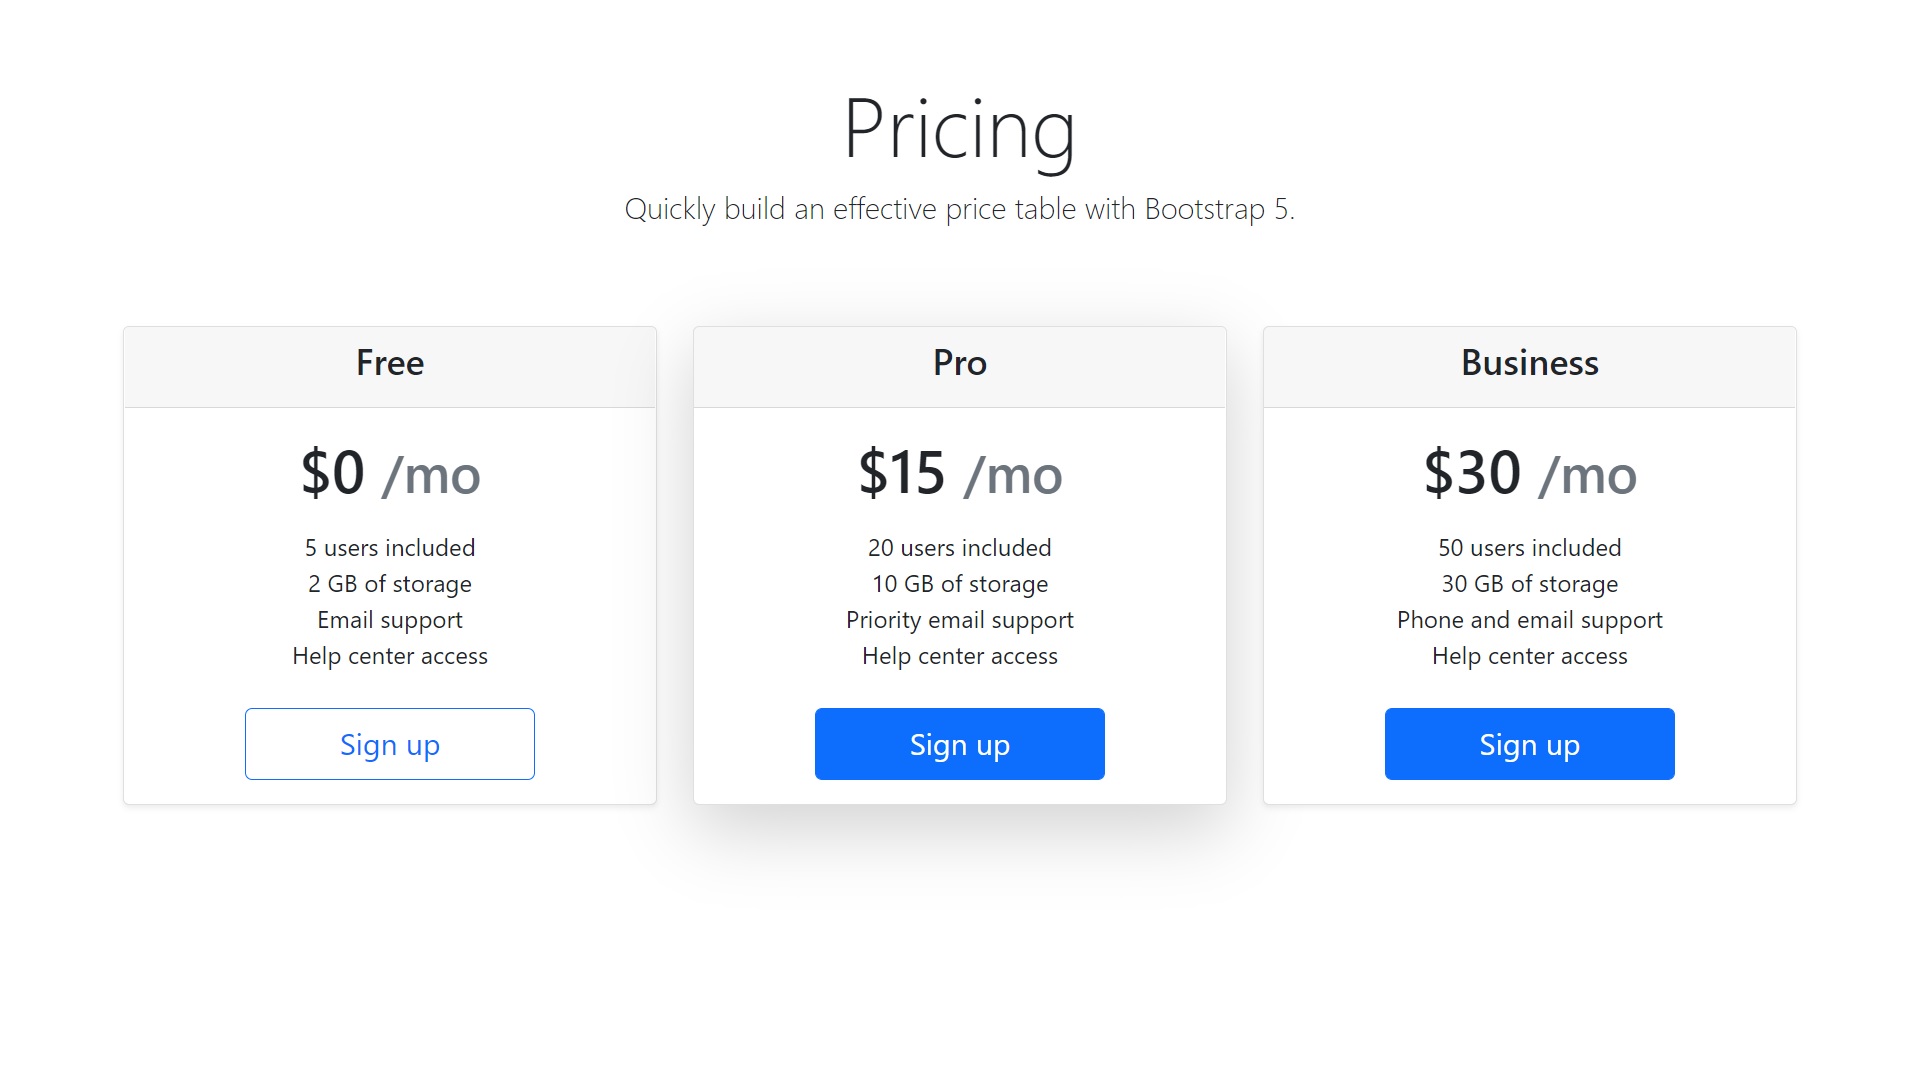 Pricing
Quickly build an effective price table with Bootstrap 5.
Free
$0 /mo
5 users included
2 GB of storage
Email support
Help center access
Sign up
Pro
$15 /mo
20 users included
10 GB of storage
Priority email support
Help center access
Sign up
Business
$30 /mo
50 users included
30 GB of storage
Phone and email support
Help center access
Sign up